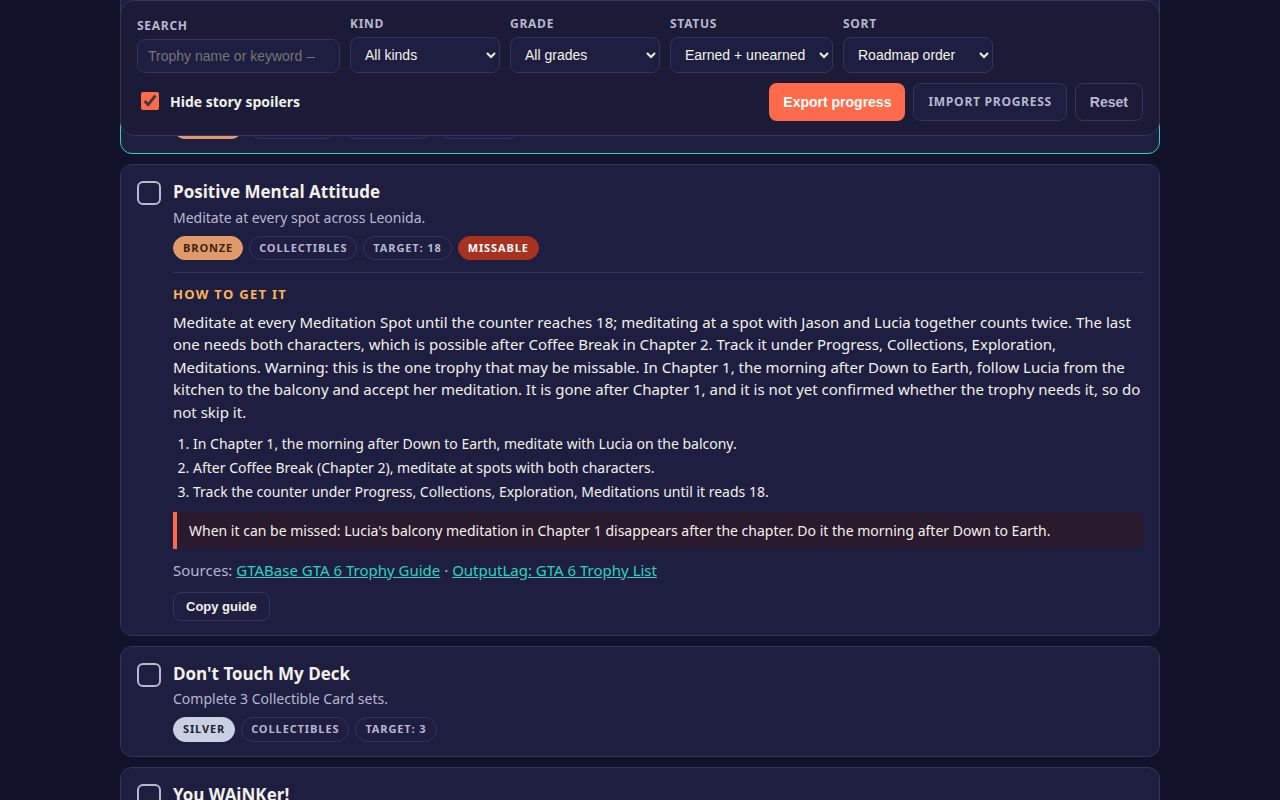 SEARCH
KIND
GRADE
STATUS
SORT
Trophy name or keyword –
All kinds
All grades
Earned + unearned
Roadmap order
Hide story spoilers
Export progress
IMPORT PROGRESS
Reset
Positive Mental Attitude
Meditate at every spot across Leonida.
BRONZE
COLLECTIBLES
TARGET: 18
MISSABLE
HOW TO GET IT
Meditate at every Meditation Spot until the counter reaches 18; meditating at a spot with Jason and Lucia together counts twice. The last
one needs both characters, which is possible after Coffee Break in Chapter 2. Track it under Progress, Collections, Exploration,
Meditations. Warning: this is the one trophy that may be missable. In Chapter 1, the morning after Down to Earth, follow Lucia from the
kitchen to the balcony and accept her meditation. It is gone after Chapter 1, and it is not yet confirmed whether the trophy needs it, so do
not skip it.
1. In Chapter 1, the morning after Down to Earth, meditate with Lucia on the balcony.
2. After Coffee Break (Chapter 2), meditate at spots with both characters.
3. Track the counter under Progress, Collections, Exploration, Meditations until it reads 18.
When it can be missed: Lucia's balcony meditation in Chapter 1 disappears after the chapter. Do it the morning after Down to Earth.
Sources: GTABase GTA 6 Trophy Guide · OutputLag: GTA 6 Trophy List
Copy guide
Don't Touch My Deck
Complete 3 Collectible Card sets.
SILVER
COLLECTIBLES
TARGET: 3
You WAiNKer!